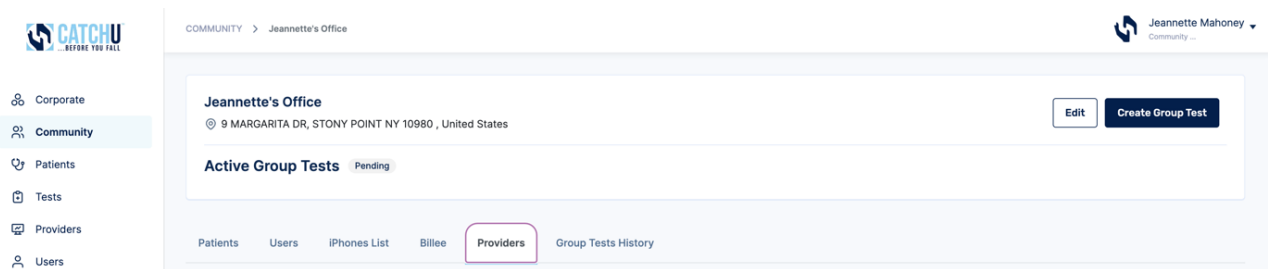 CATCHU
...BEFORE YOU FALL
COMMUNITY > Jeannette's Office
Jeannette Mahoney
Community ...
Corporate
Community
Patients
Tests
Providers
Users
Jeannette's Office
9 MARGARITA DR, STONY POINT NY 10980 , United States
Edit
Create Group Test
Active Group Tests Pending
Patients Users iPhones List Billee Providers Group Tests History